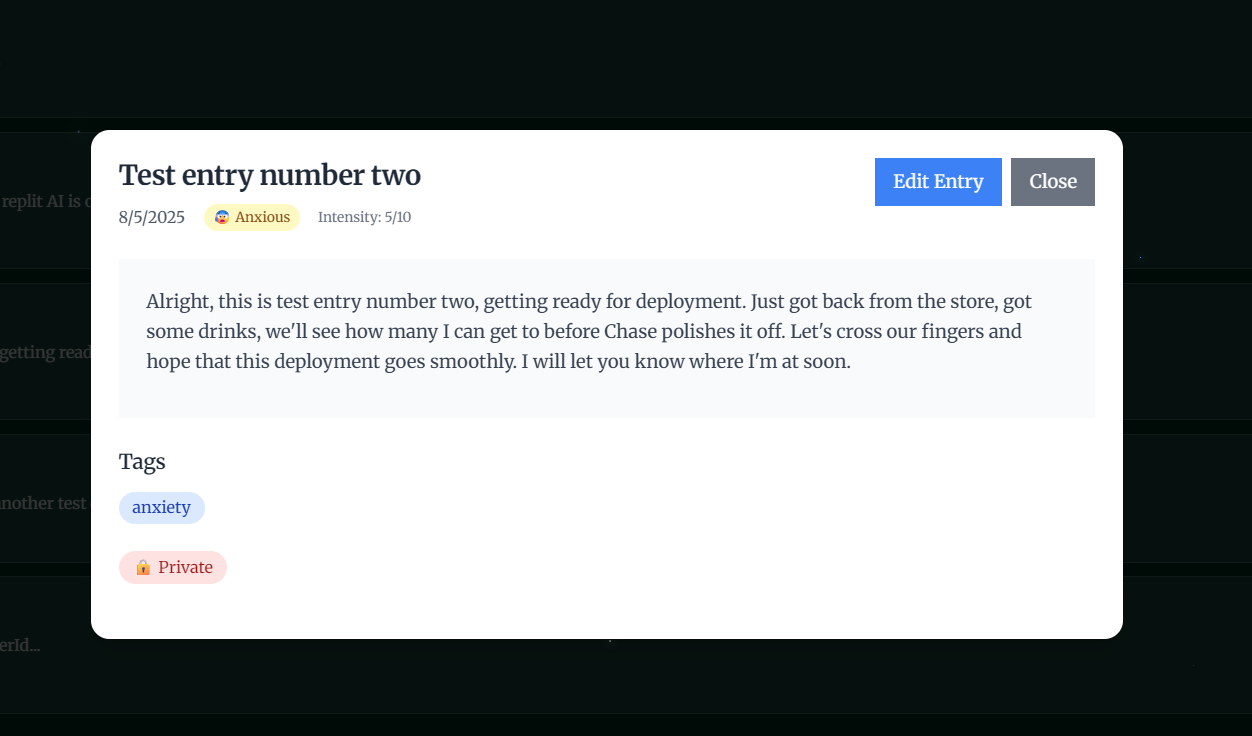 Test entry number two
Edit Entry
Close
8/5/2025
😰 Anxious
Intensity: 5/10
replit AI is
Alright, this is test entry number two, getting ready for deployment. Just got back from the store, got
some drinks, we'll see how many I can get to before Chase polishes it off. Let's cross our fingers and
hope that this deployment goes smoothly. I will let you know where I'm at soon.
getting read
Tags
another test
anxiety
🔒 Private
erId...